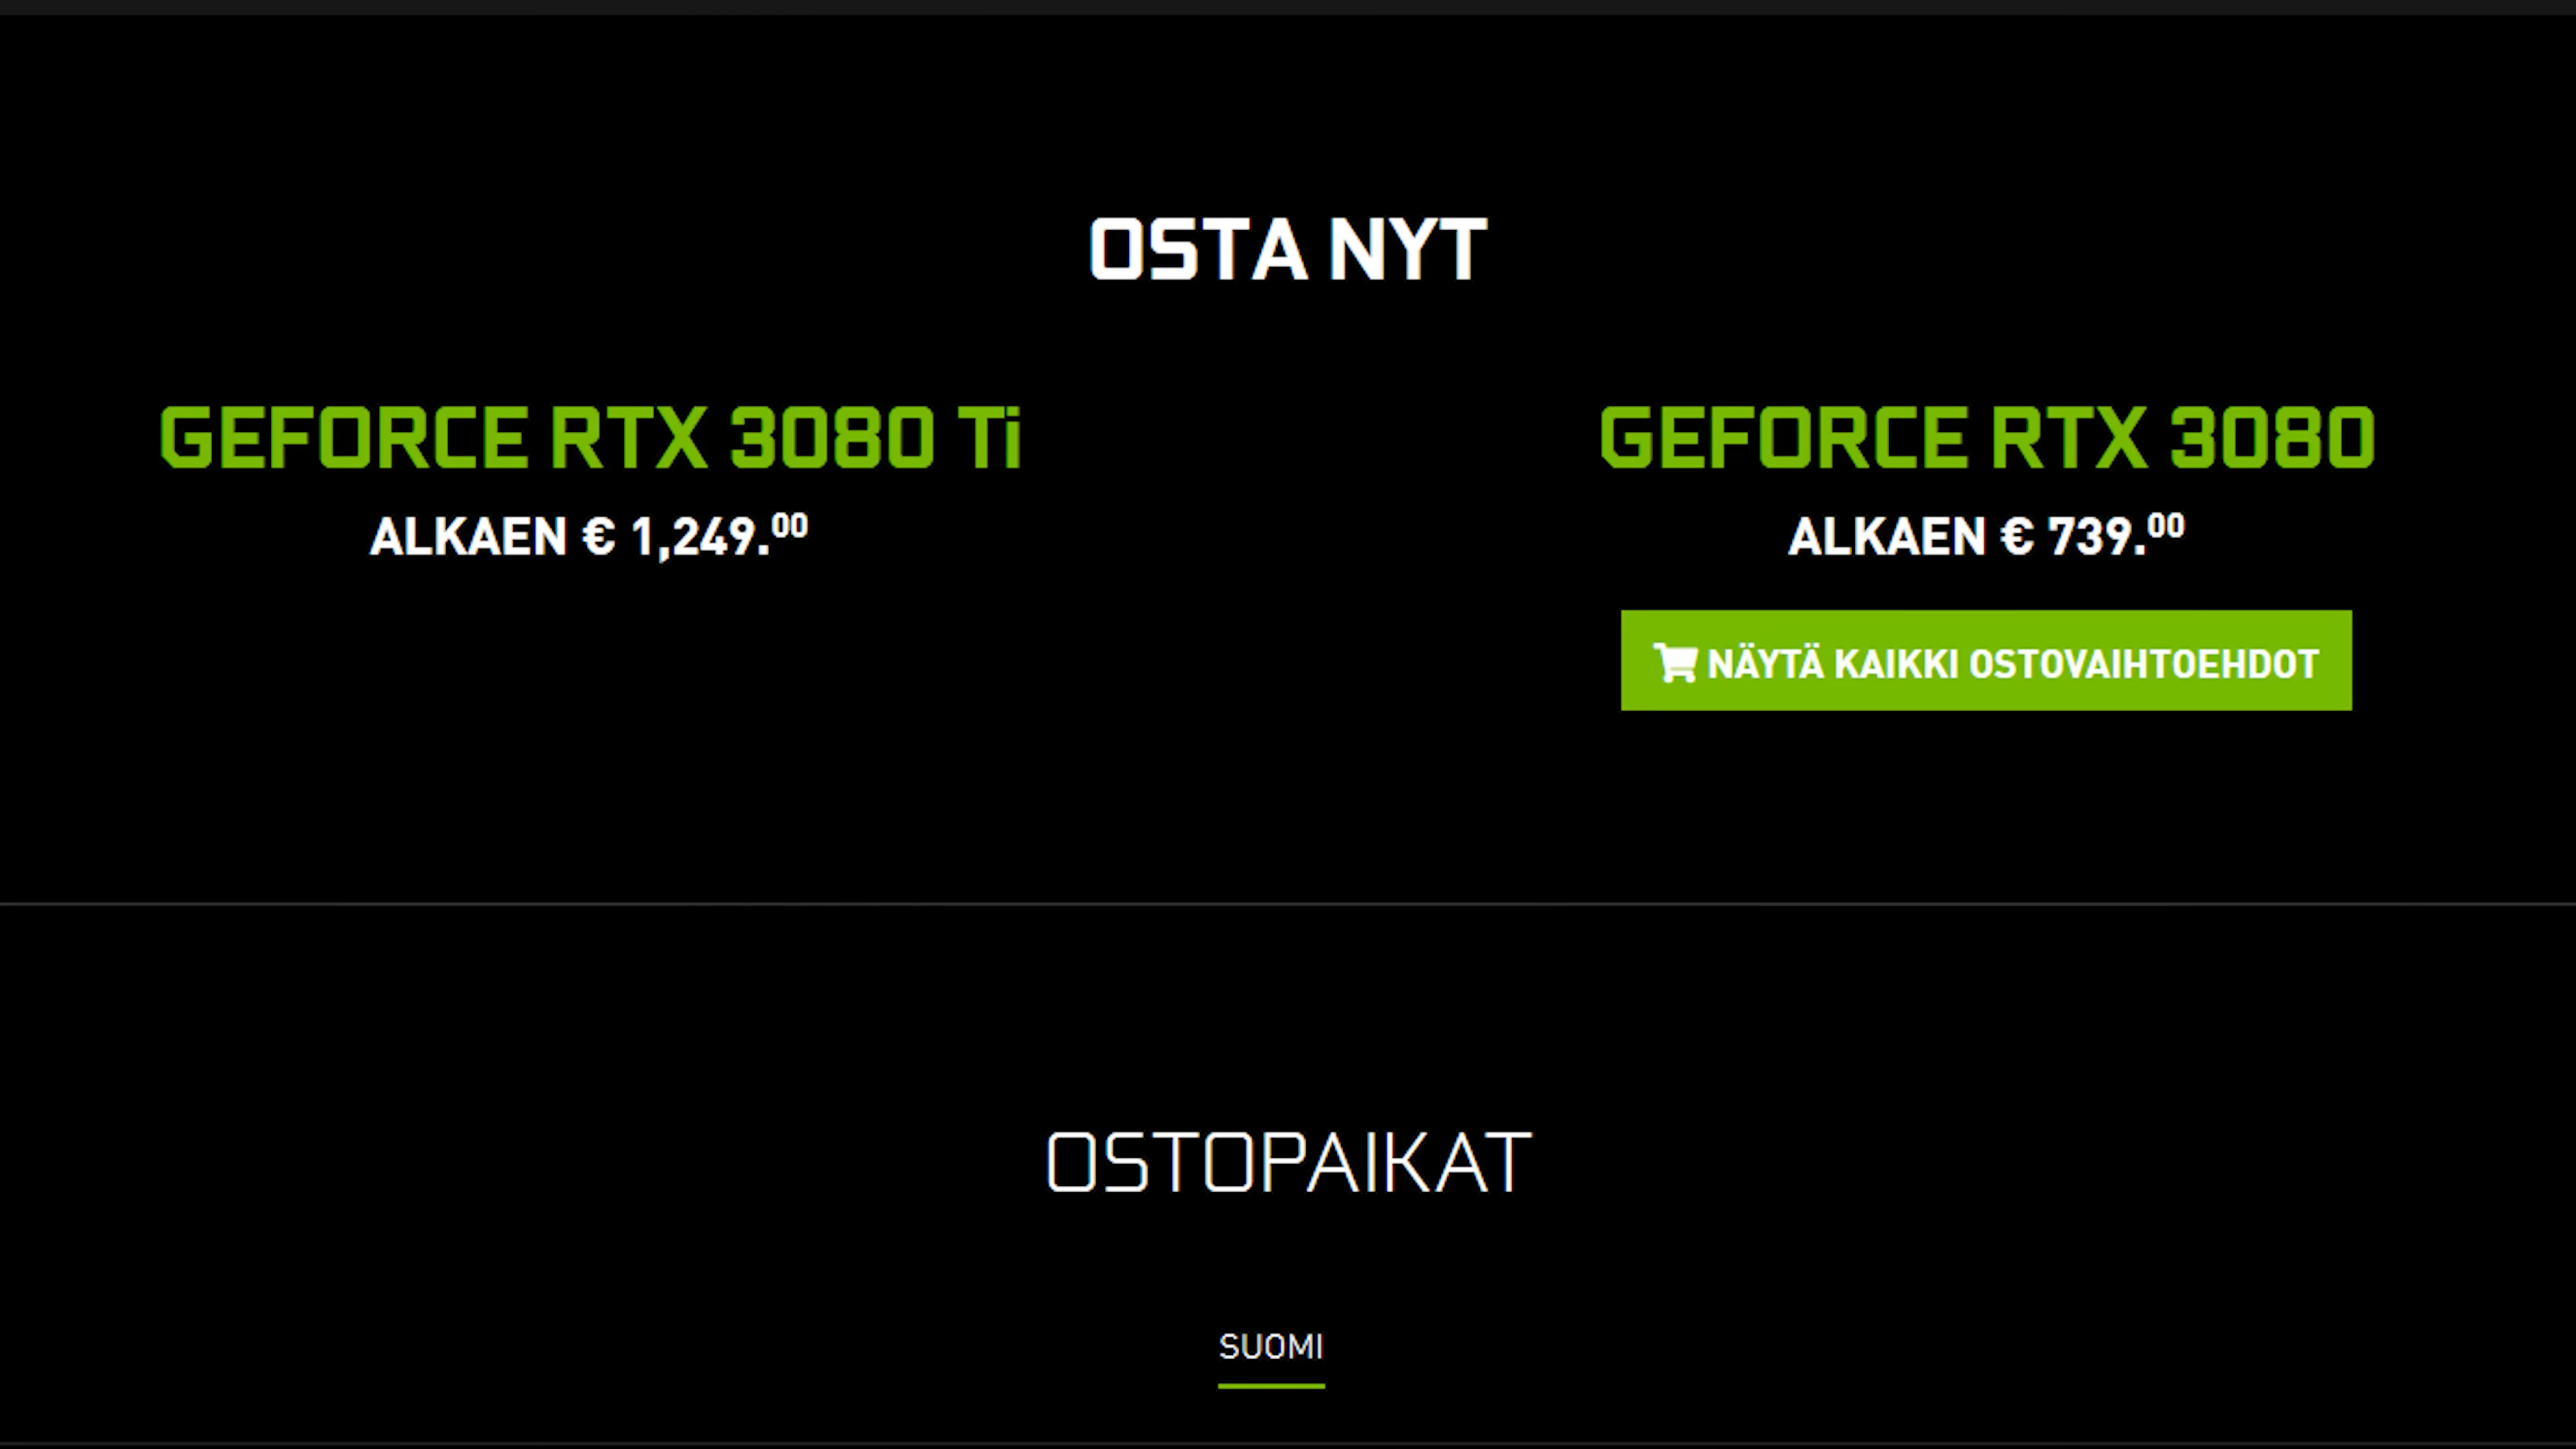 OSTA NYT
GEFORCE RTX 3080 Ti
ALKAEN € 1,249.00
GEFORCE RTX 3080
ALKAEN € 739.00
NÄYTÄ KAIKKI OSTOVAIHTOEHDOT
OSTOPAIKAT
SUOMI